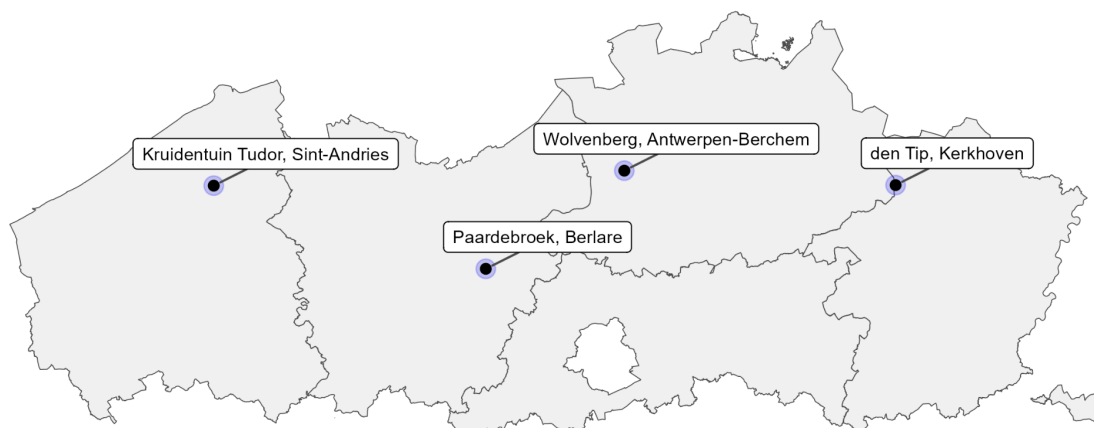 Wolvenberg, Antwerpen-Berchem
Kruidentuin Tudor, Sint-Andries
den Tip, Kerkhoven
Paardebroek, Berlare